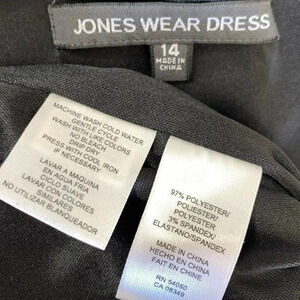 JONES WEAR DRESS
14
MADE IN
CHINA
MACHINE WASH COLD WATER
GENTLE CYCLE
WASH WITH LIKE COLORS
NO BLEACH
DRIP DRY
PRESS WITH COOL IRON
IF NECESSARY
LAVAR A MAQUINA
EN AGUA FRIA
CICLO SUAVE
LAVAR CON COLORES
SIMILARES
NO UTILIZAR BLANQUEADOR
97% POLYESTER/
POLIESTER/
POLYESTER
3% SPANDEX/
ELASTANO/SPANDEX
MADE IN CHINA
HECHO EN CHINA
FAIT EN CHINE
RN 54050
CA 08349